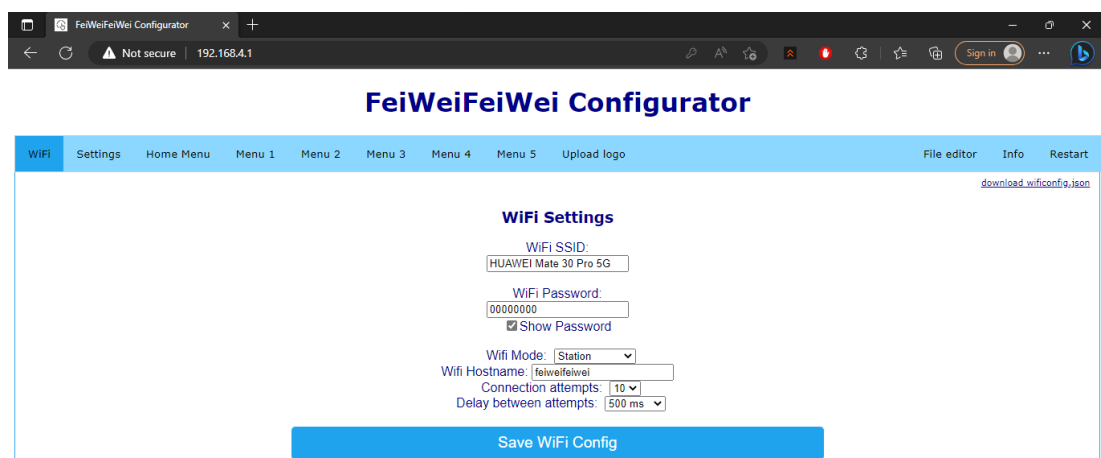 FeiWeiFeiWei Configurator
Not secure 192.168.4.1 Sign in
FeiWeiFeiWei Configurator
WiFi Settings Home Menu Menu 1 Menu 2 Menu 3 Menu 4 Menu 5 Upload logo File editor Info Restart
download wificonfig.json
WiFi Settings
WiFi SSID:
HUAWEI Mate 30 Pro 5G
WiFi Password:
00000000
Show Password
Wifi Mode: Station
Wifi Hostname: feiweifeiwei
Connection attempts: 10
Delay between attempts: 500 ms
Save WiFi Config